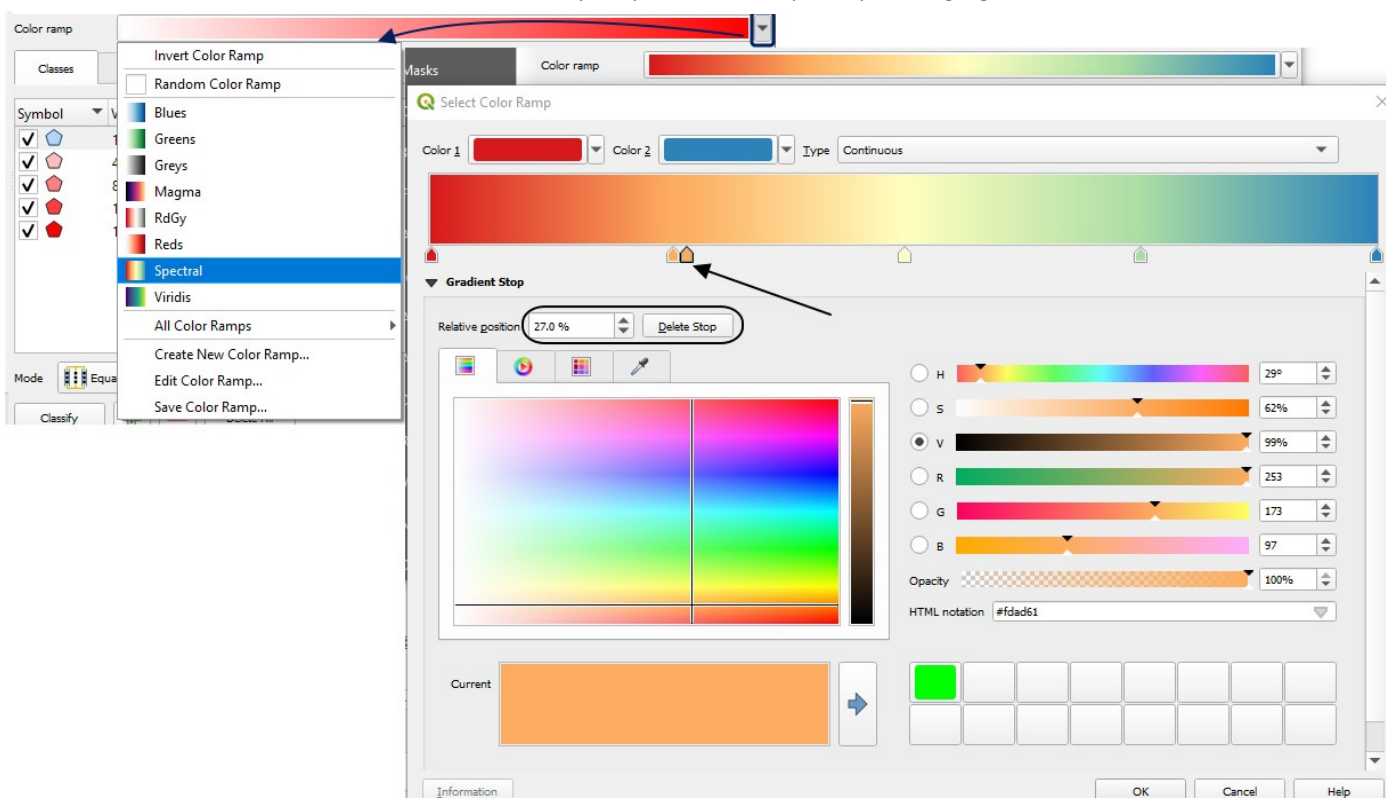 Color ramp
Invert Color Ramp
Classes
Random Color Ramp
Masks
Color ramp
Symbol
Blues
Greens
Greys
Magma
RdGy
Reds
Spectral
Viridis
All Color Ramps
Create New Color Ramp...
Edit Color Ramp...
Save Color Ramp...
Mode
Equa
Classify
Select Color Ramp
Color 1
Color 2
Type Continuous
Gradient Stop
Relative position 27.0 % Delete Stop
H 29°
S 62%
V 99%
R 253
G 173
B 97
Opacity 100%
HTML notation #fdad61
Current
Information
OK Cancel Help